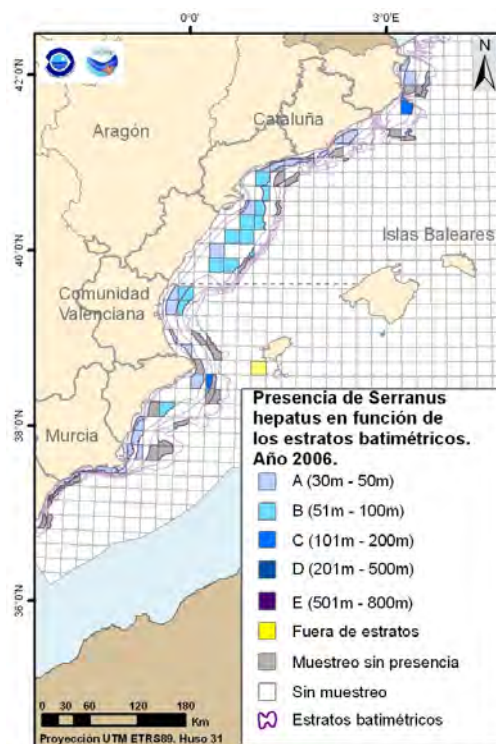 0°0'
3°0'E
N
42°0'N
Cataluña
Aragón
40°0'N
Islas Baleares
Comunidad
Valenciana
38°0'N
Murcia
36°0'N
Presencia de Serranus
hepatus en función de
los estratos batimétricos.
Año 2006.
A (30m - 50m)
B (51m - 100m)
C (101m - 200m)
D (201m - 500m)
E (501m - 800m)
Fuera de estratos
Muestreo sin presencia
Sin muestreo
Estratos batimétricos
0 30 60 120 180
Km
Proyección UTM ETRS89. Huso 31